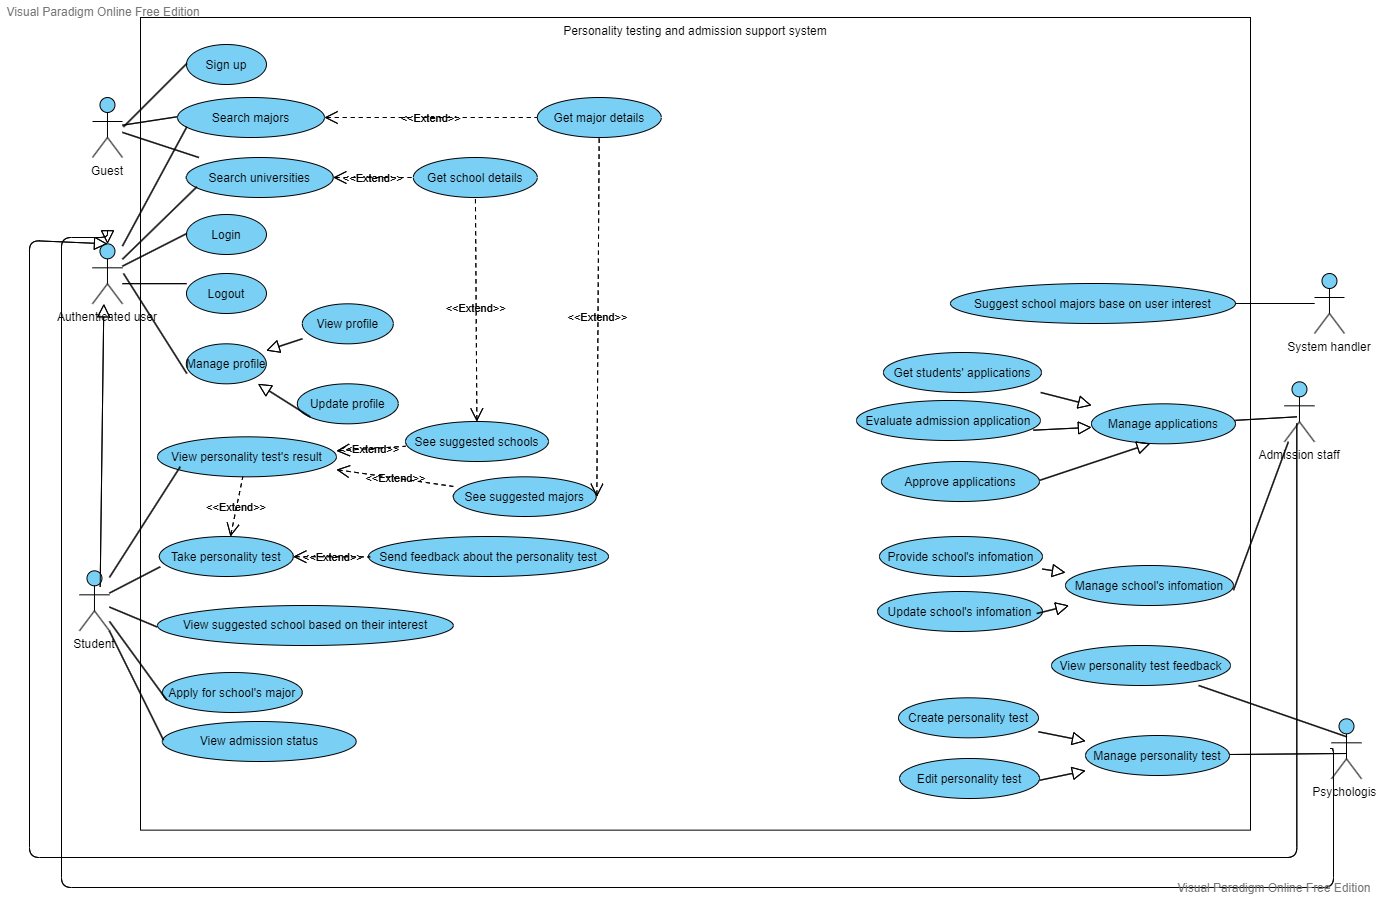 Visual Paradigm Online Free Edition
Personality testing and admission support system
Sign up
Search majors
<<Extend>>
Get major details
Guest
Search universities
<<Extend>>
Get school details
Login
Logout
Authenticated user
View profile
Manage profile
Update profile
<<Extend>>
<<Extend>>
Suggest school majors base on user interest
System handler
Get students' applications
Evaluate admission application
Manage applications
Approve applications
Admission staff
See suggested schools
<<Extend>>
View personality test's result
<<Extend>>
See suggested majors
<<Extend>>
Take personality test
<<Extend>>
Send feedback about the personality test
Provide school's infomation
Manage school's infomation
Update school's infomation
View suggested school based on their interest
Student
View personality test feedback
Apply for school's major
View admission status
Create personality test
Manage personality test
Edit personality test
Psychologis
Visual Paradigm Online Free Edition